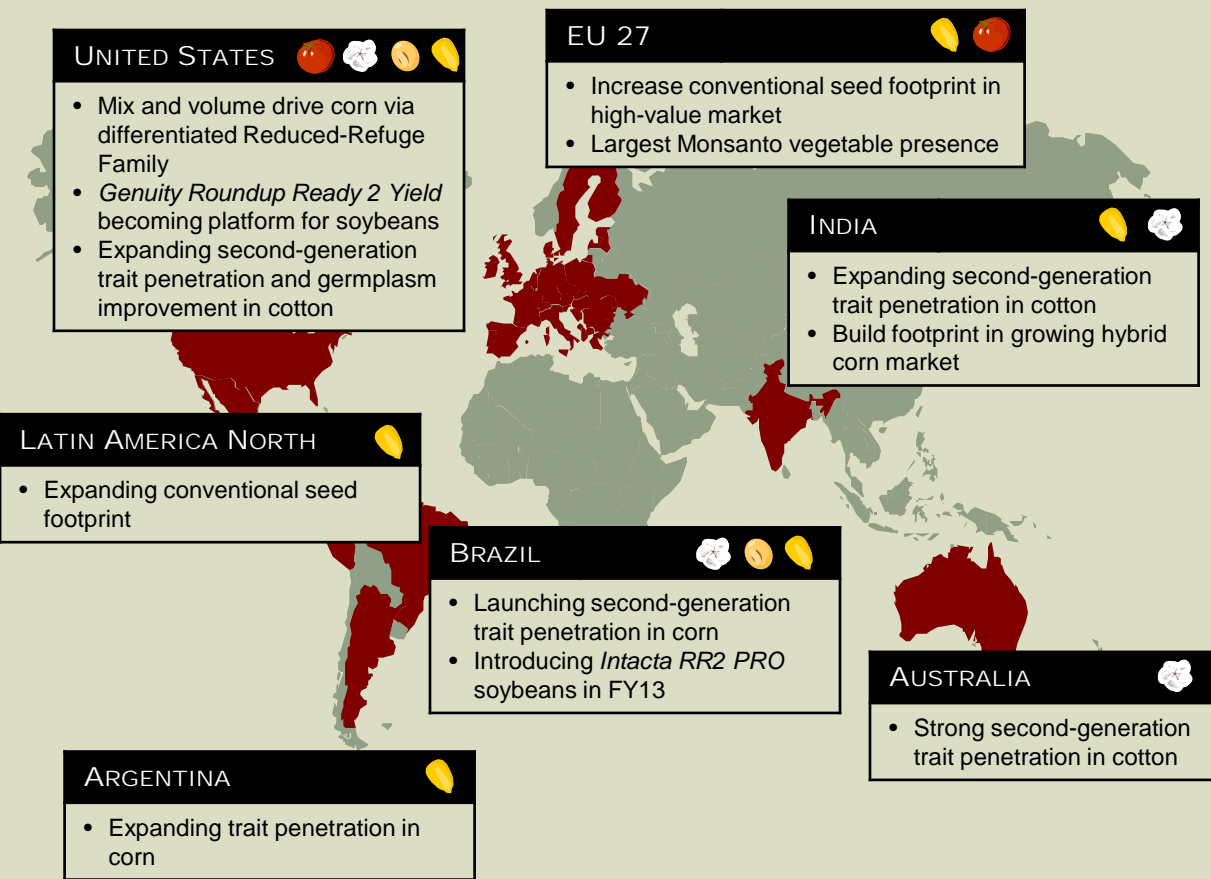 UNITED STATES
• Mix and volume drive corn via
differentiated Reduced-Refuge
Family
• Genuity Roundup Ready 2 Yield
becoming platform for soybeans
• Expanding second-generation
trait penetration and germplasm
improvement in cotton
EU 27
• Increase conventional seed footprint in
high-value market
• Largest Monsanto vegetable presence
INDIA
• Expanding second-generation
trait penetration in cotton
• Build footprint in growing hybrid
corn market
LATIN AMERICA NORTH
• Expanding conventional seed
footprint
BRAZIL
• Launching second-generation
trait penetration in corn
• Introducing Intacta RR2 PRO
soybeans in FY13
AUSTRALIA
• Strong second-generation
trait penetration in cotton
ARGENTINA
• Expanding trait penetration in
corn